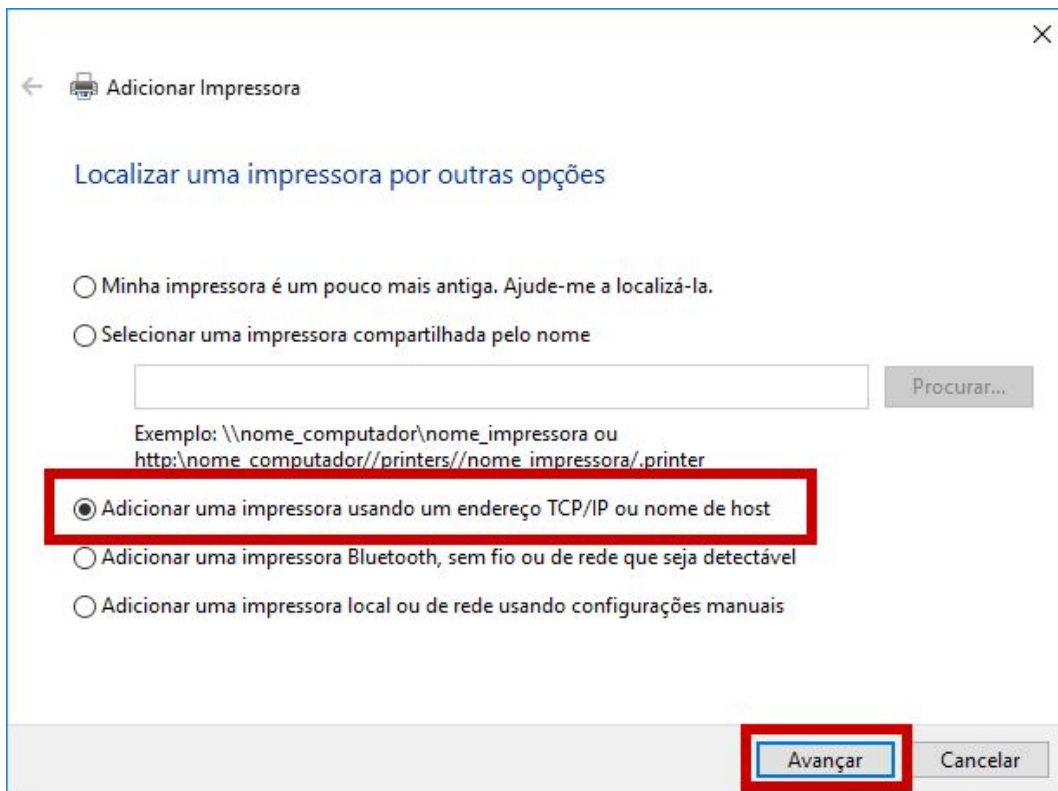 Adicionar Impressora
Localizar uma impressora por outras opções
Minha impressora é um pouco mais antiga. Ajude-me a localizá-la.
Selecionar uma impressora compartilhada pelo nome
Procurar...
Exemplo: \\nome_computador\nome_impressora ou
http:\nome_computador//printers//nome_impressora/.printer
Adicionar uma impressora usando um endereço TCP/IP ou nome de host
Adicionar uma impressora Bluetooth, sem fio ou de rede que seja detectável
Adicionar uma impressora local ou de rede usando configurações manuais
Avançar
Cancelar